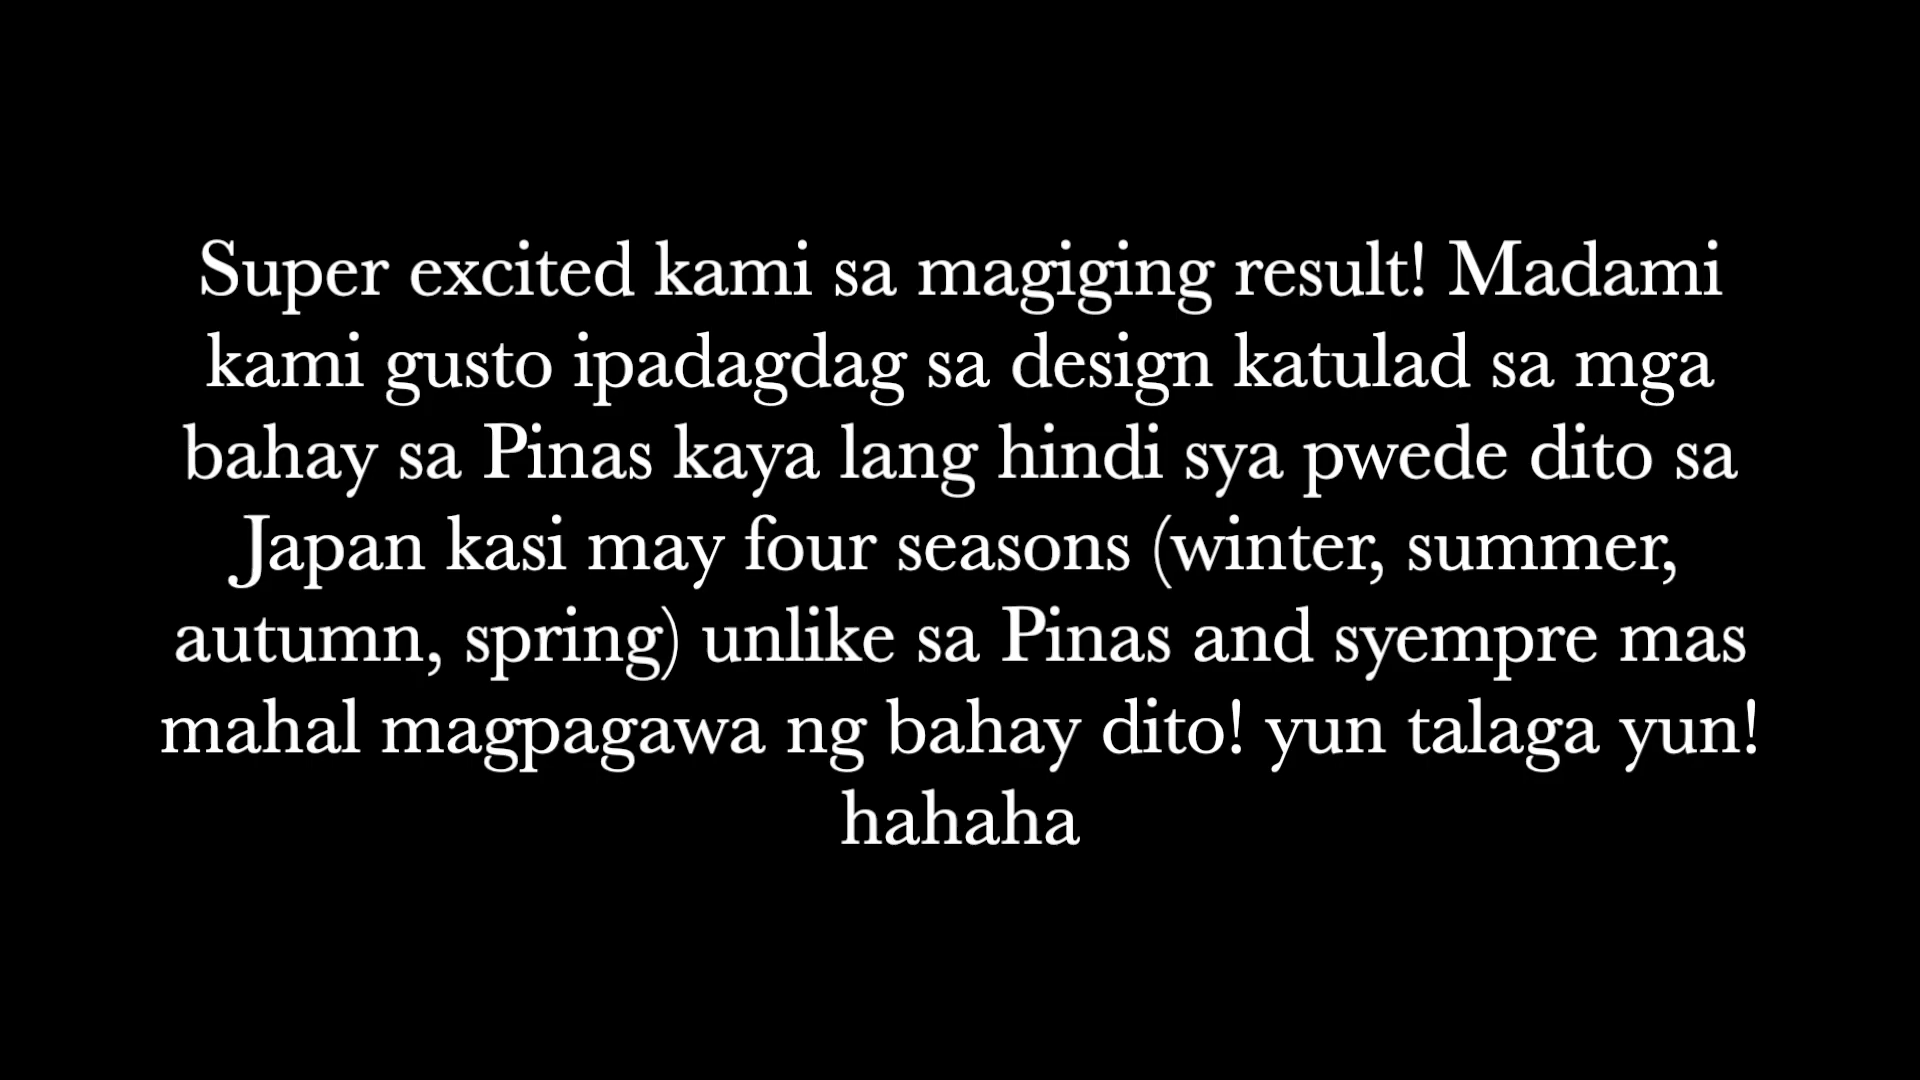 Super excited kami sa magiging result! Madami
kami gusto ipadagdag sa design katulad sa mga
bahay sa Pinas kaya lang hindi sya pwede dito sa
Japan kasi may four seasons (winter, summer,
autumn, spring) unlike sa Pinas and syempre mas
mahal magpagawa ng bahay dito! yun talaga yun!
hahaha